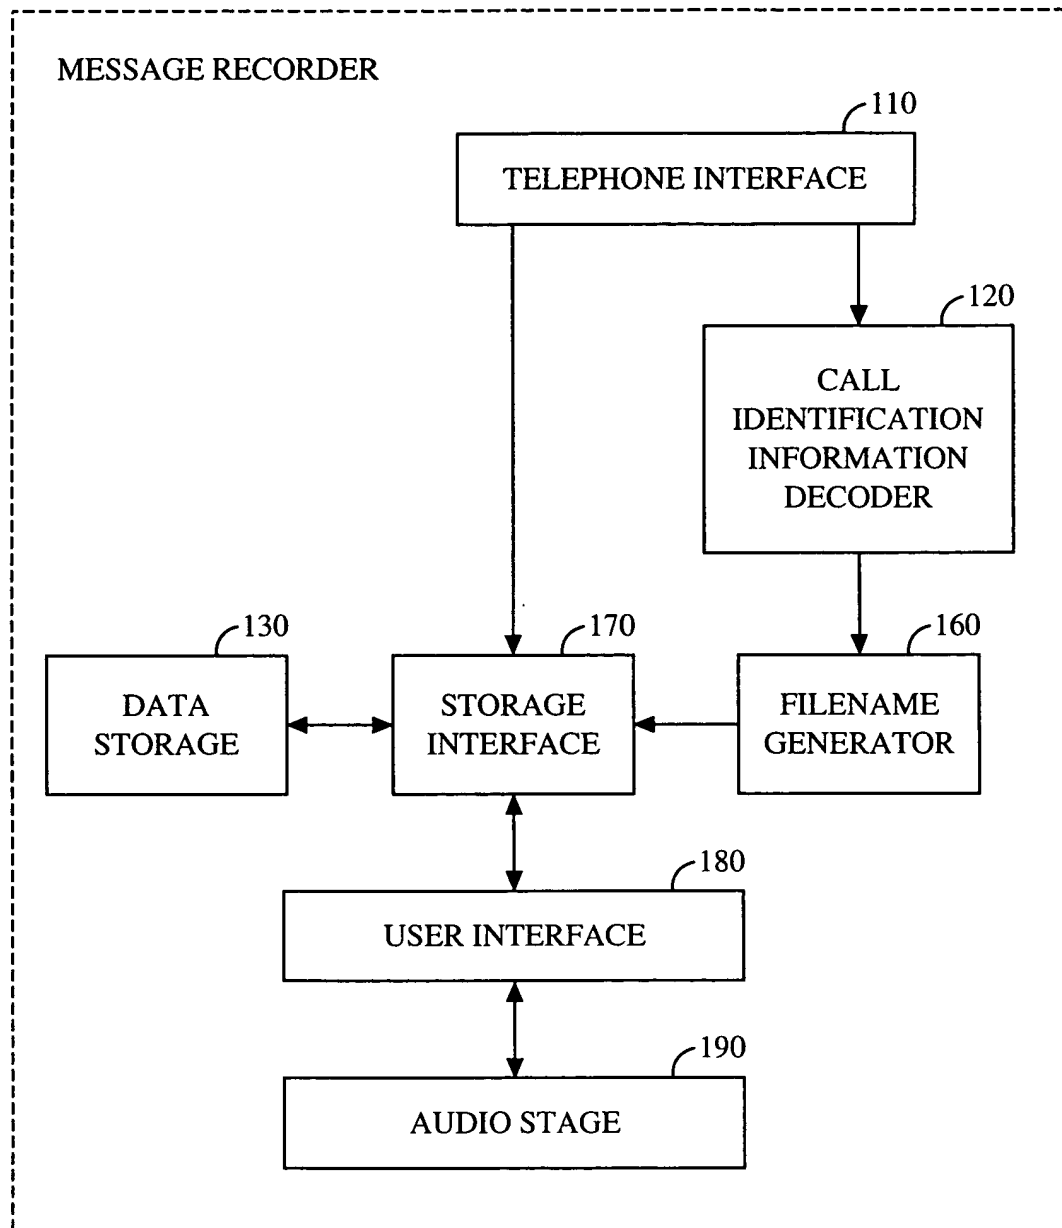 MESSAGE RECORDER
110
TELEPHONE INTERFACE
120
CALL
IDENTIFICATION
INFORMATION
DECODER
130
DATA
STORAGE
170
STORAGE
INTERFACE
160
FILENAME
GENERATOR
180
USER INTERFACE
190
AUDIO STAGE